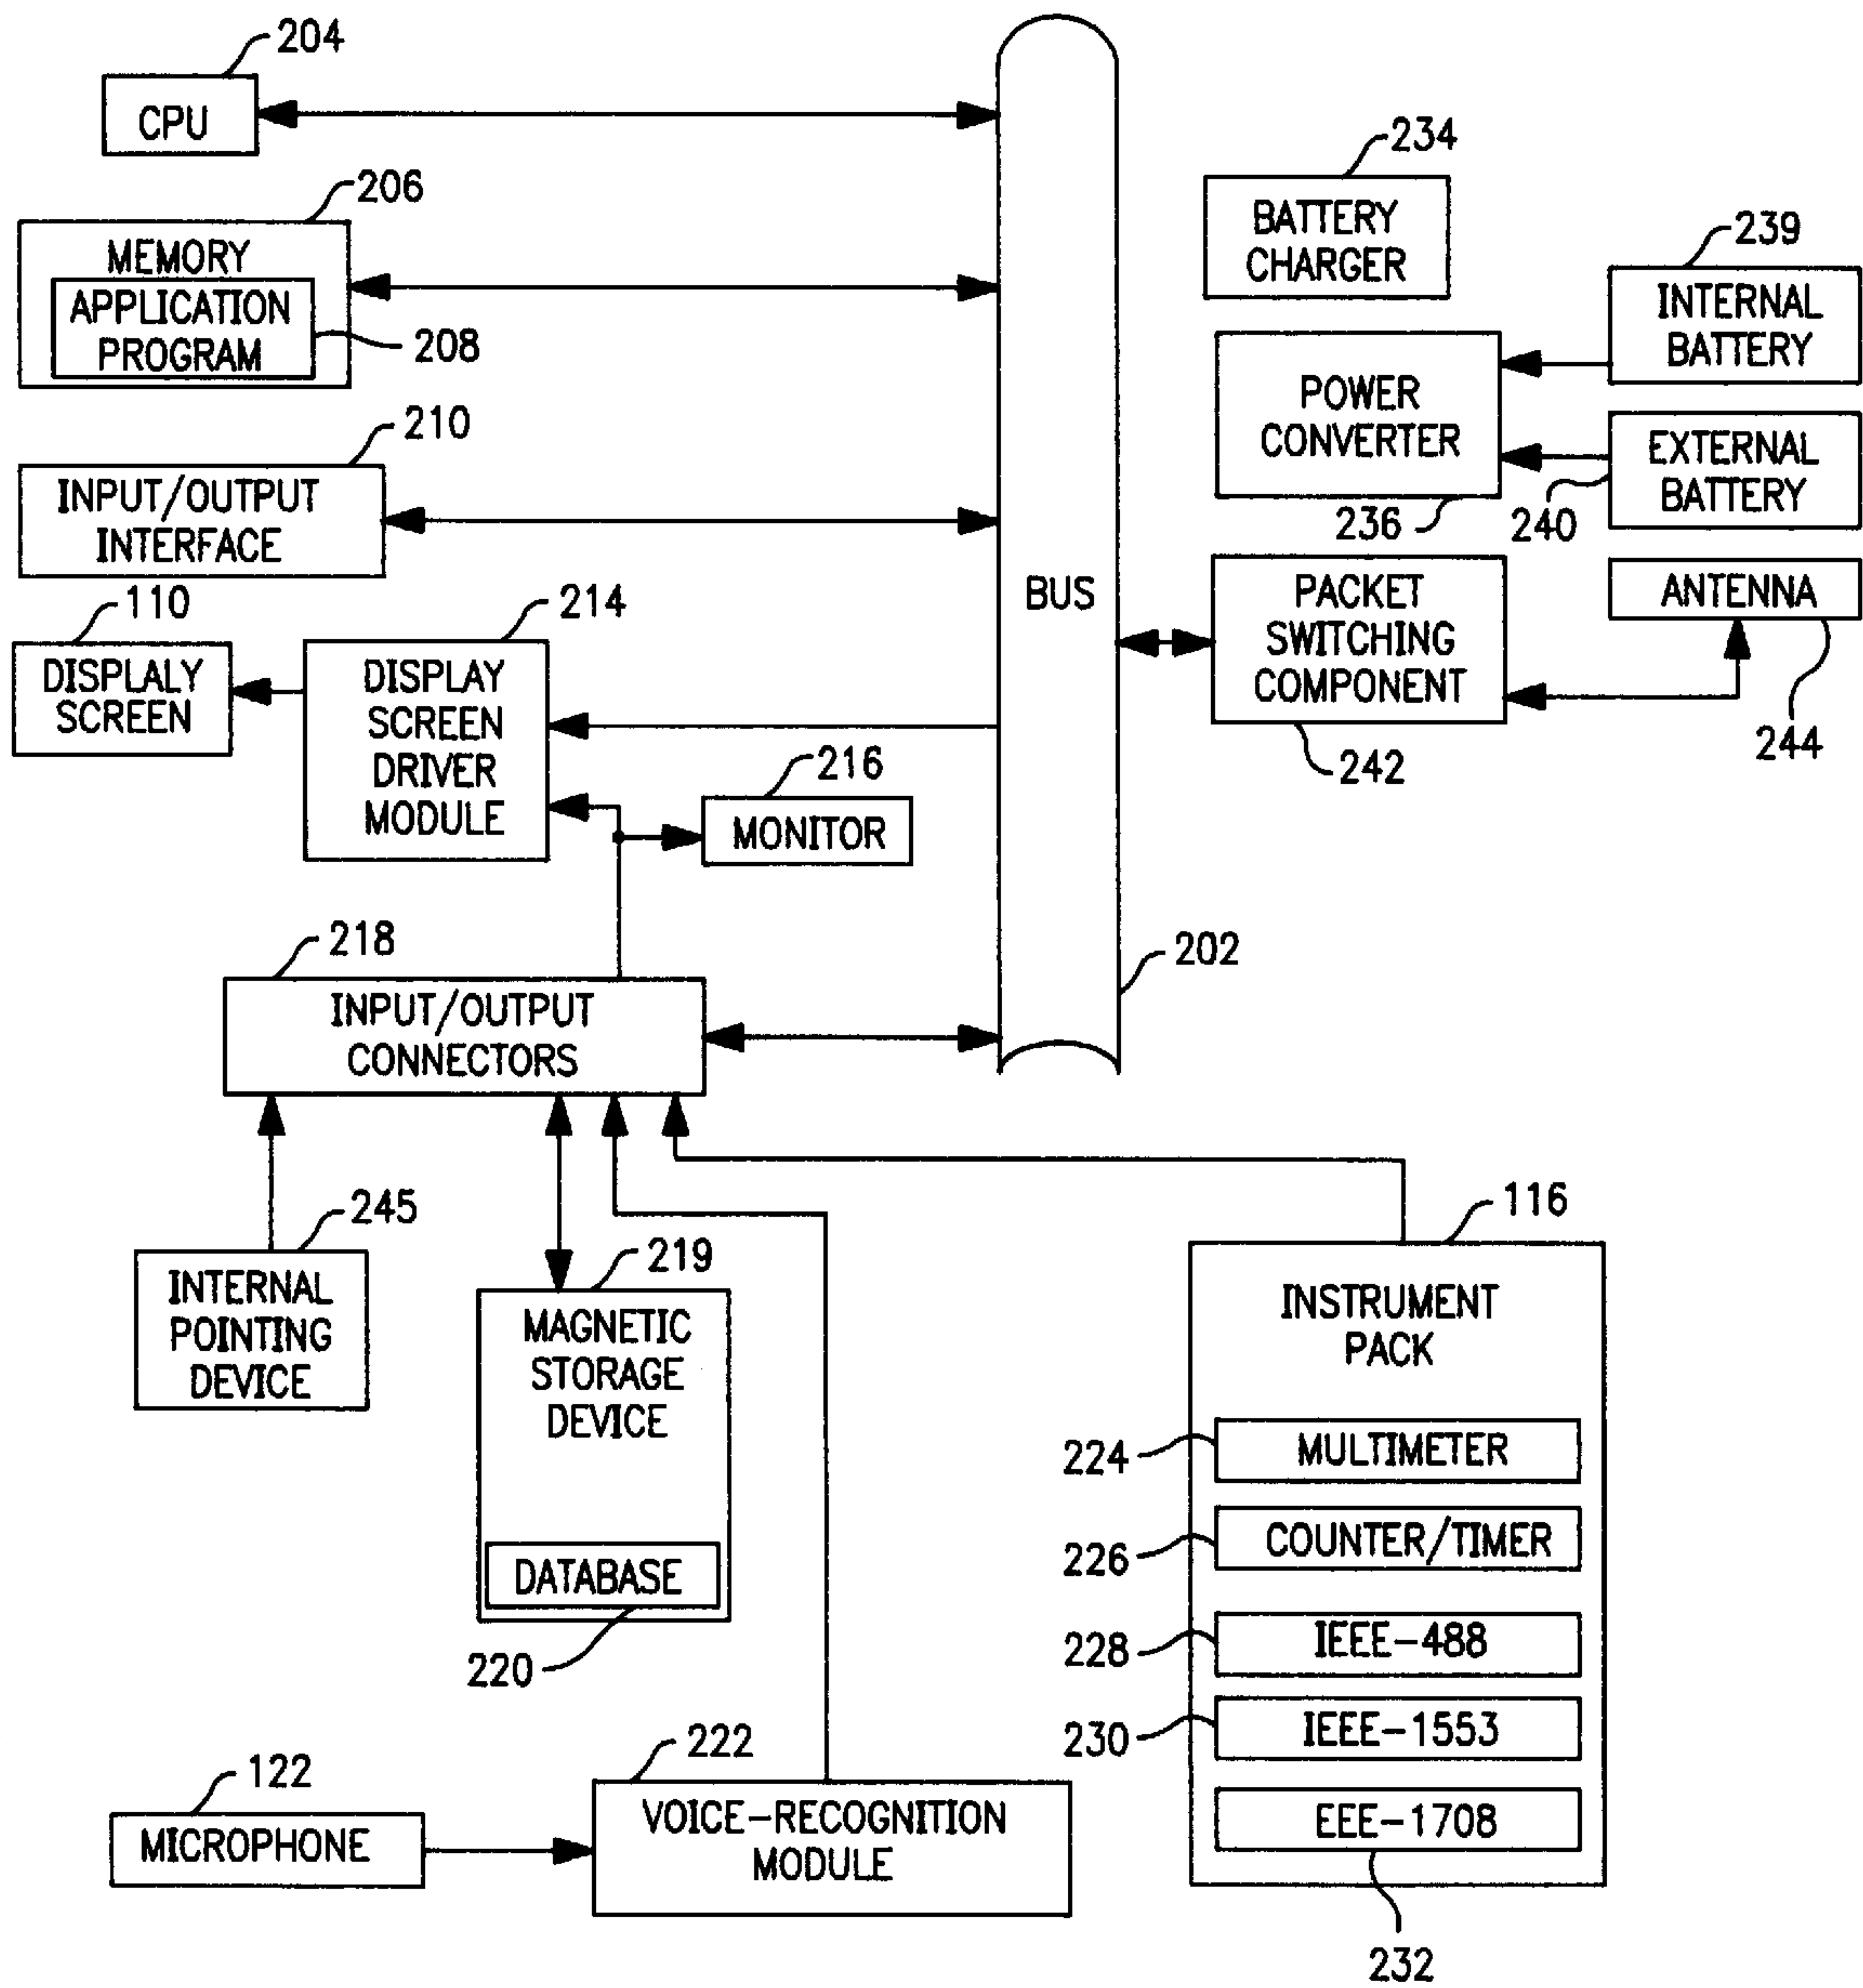 204
CPU
206
MEMORY
APPLICATION
PROGRAM
208
210
INPUT/OUTPUT
INTERFACE
110
DISPLALY
SCREEN
214
DISPLAY
SCREEN
DRIVER
MODULE
216
MONITOR
BUS
202
234
BATTERY
CHARGER
239
INTERNAL
BATTERY
POWER
CONVERTER
236
EXTERNAL
BATTERY
240
PACKET
SWITCHING
COMPONENT
242
ANTENNA
244
218
INPUT/OUTPUT
CONNECTORS
245
INTERNAL
POINTING
DEVICE
219
MAGNETIC
STORAGE
DEVICE
DATABASE
220
116
INSTRUMENT
PACK
224
MULTIMETER
226
COUNTER/TIMER
228
IEEE-488
230
IEEE-1553
EEE-1708
232
122
MICROPHONE
222
VOICE-RECOGNITION
MODULE